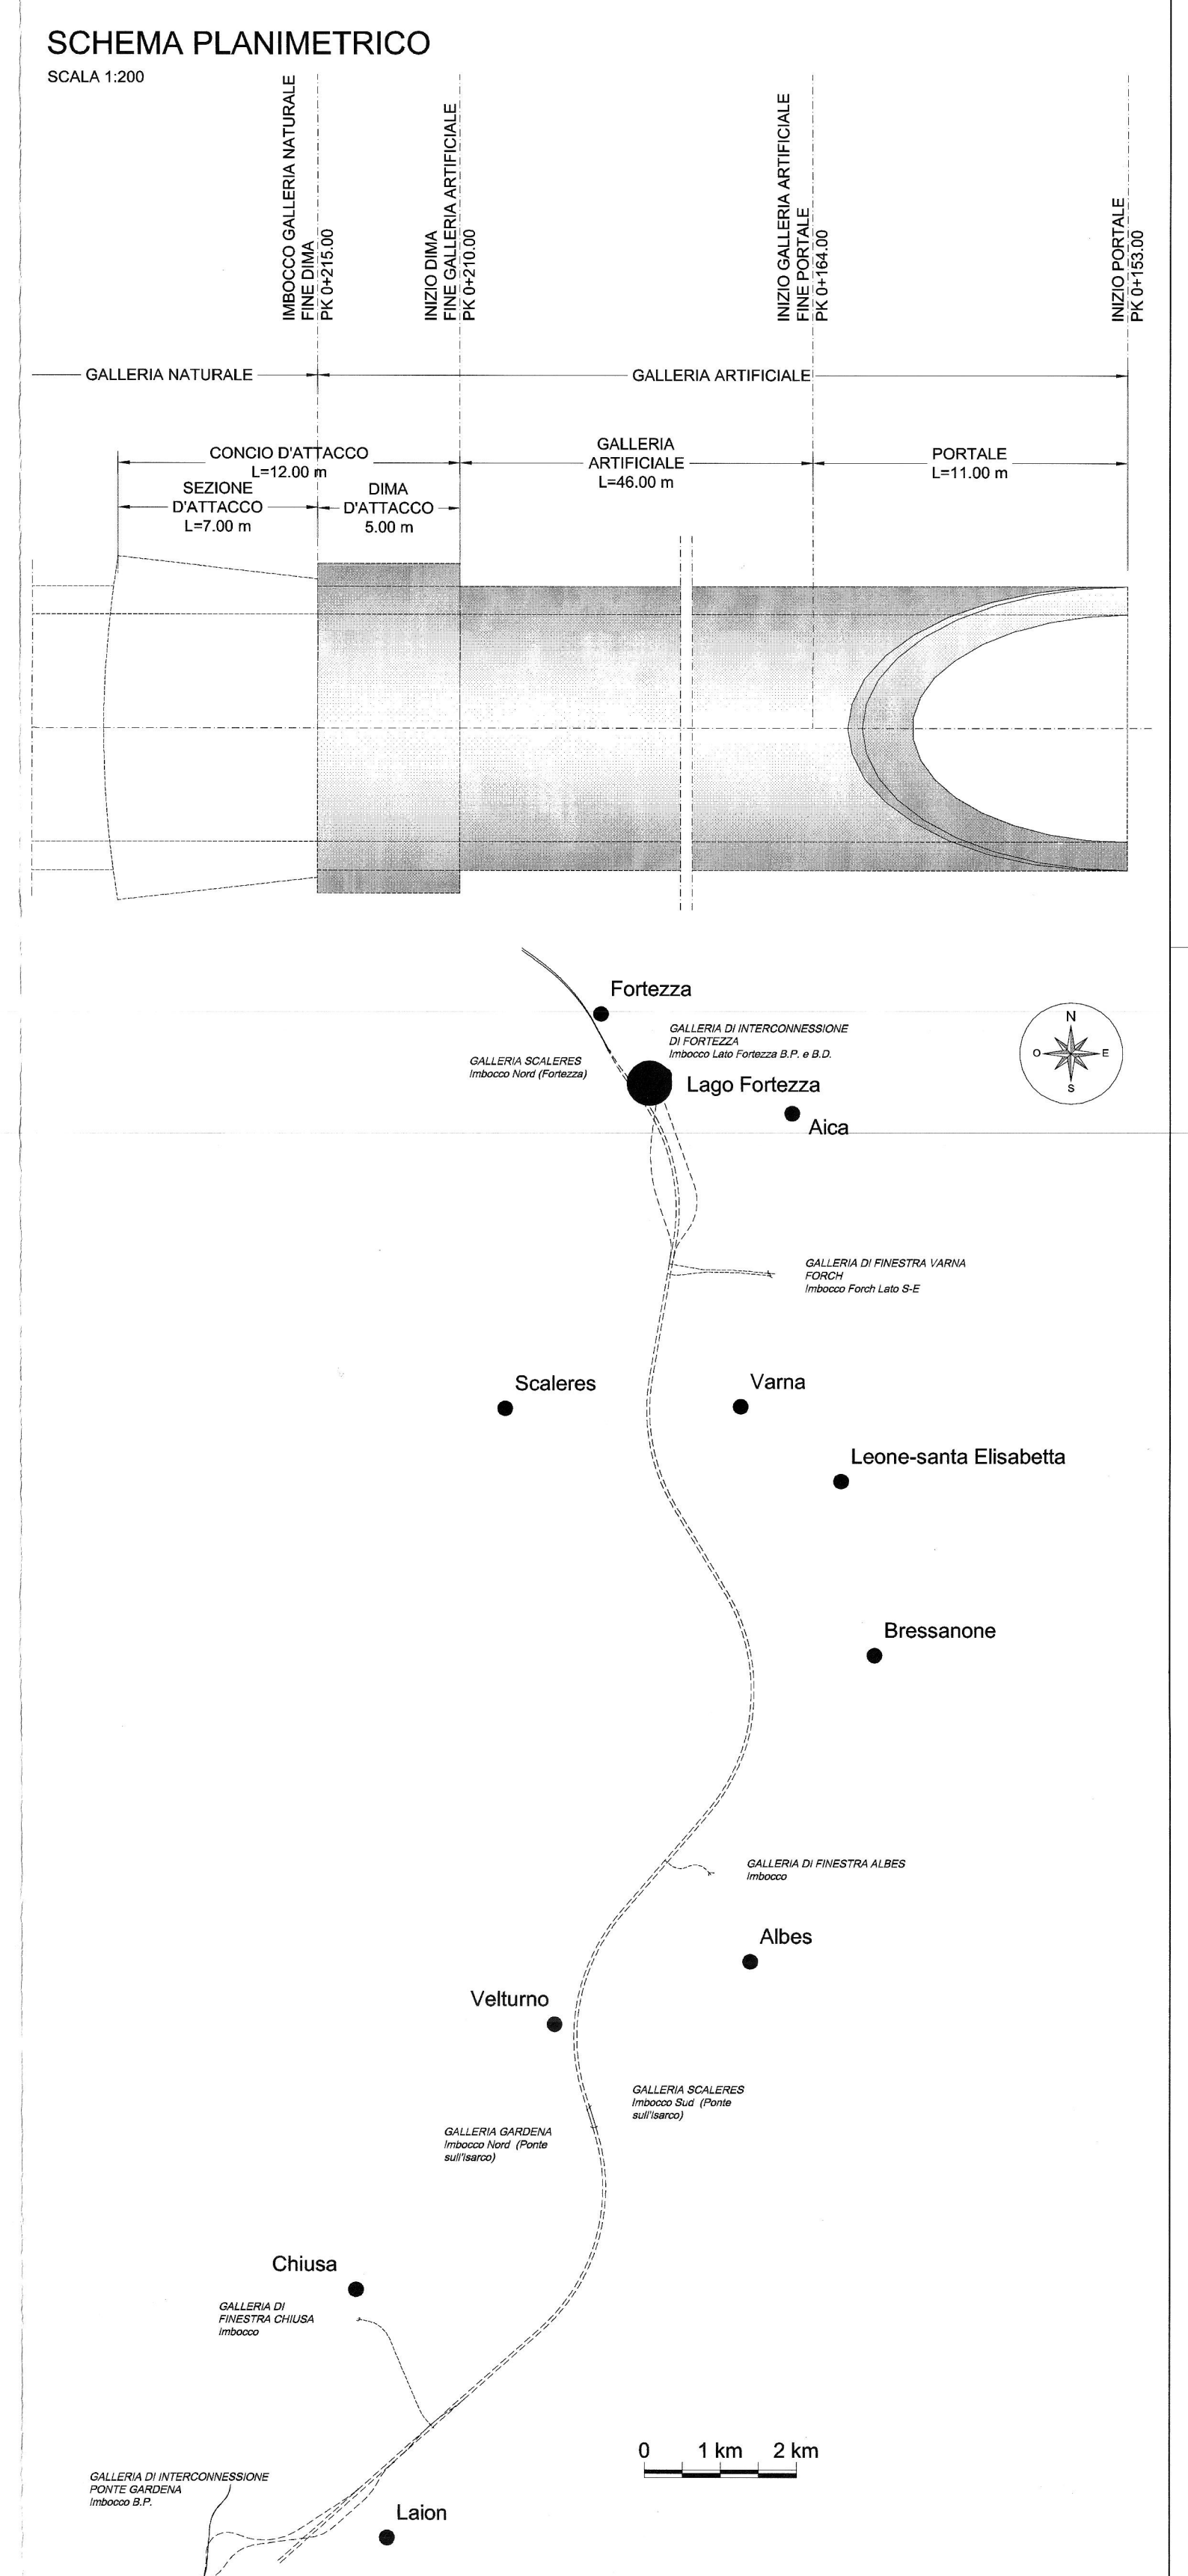 SCHEMA PLANIMETRICO
SCALA 1:200
IMBOCCO GALLERIA NATURALE
FINE DIMA
PK 0+215.00
INIZIO DIMA
FINE GALLERIA ARTIFICIALE
PK 0+210.00
INIZIO GALLERIA ARTIFICIALE
FINE PORTALE
PK 0+164.00
INIZIO PORTALE
PK 0+153.00
GALLERIA NATURALE
GALLERIA ARTIFICIALE
CONCIO D'ATTACCO
L=12.00 m
GALLERIA
ARTIFICIALE
L=46.00 m
PORTALE
L=11.00 m
SEZIONE
D'ATTACCO
L=7.00 m
DIMA
D'ATTACCO
5.00 m
Fortezza
GALLERIA DI INTERCONNESSIONE
DI FORTEZZA
Imbocco Lato Fortezza B.P. e B.D.
N
O
E
S
GALLERIA SCALERES
Imbocco Nord (Fortezza)
Lago Fortezza
Aica
GALLERIA DI FINESTRA VARNA
FORCH
Imbocco Forch Lato S-E
Scaleres
Varna
Leone-santa Elisabetta
Bressanone
GALLERIA DI FINESTRA ALBES
Imbocco
Albes
Velturno
GALLERIA SCALERES
Imbocco Sud (Ponte
sull'Isarco)
GALLERIA GARDENA
Imbocco Nord (Ponte
sull'Isarco)
Chiusa
GALLERIA DI
FINESTRA CHIUSA
Imbocco
0 1 km 2 km
GALLERIA DI INTERCONNESSIONE
PONTE GARDENA
Imbocco B.P.
Laion